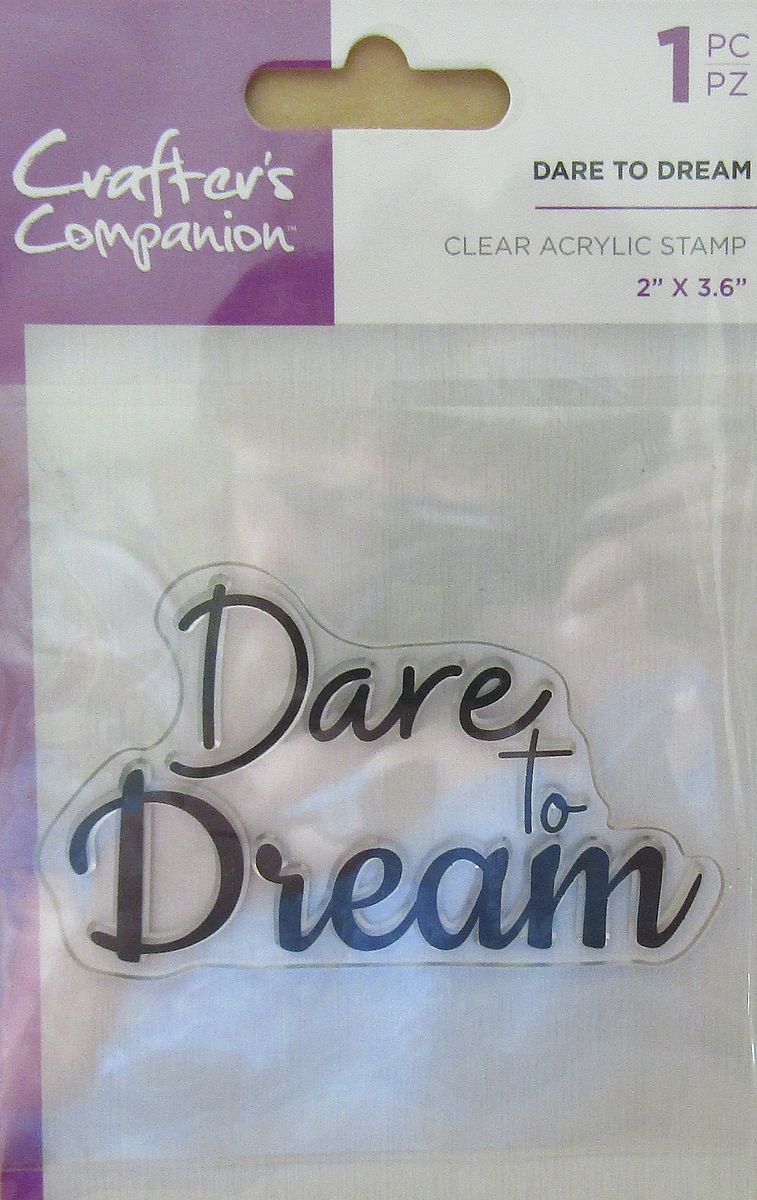 1 PC
PZ
Crafter's
Companion™
DARE TO DREAM
CLEAR ACRYLIC STAMP
2” X 3.6”
Dare
to
Dream